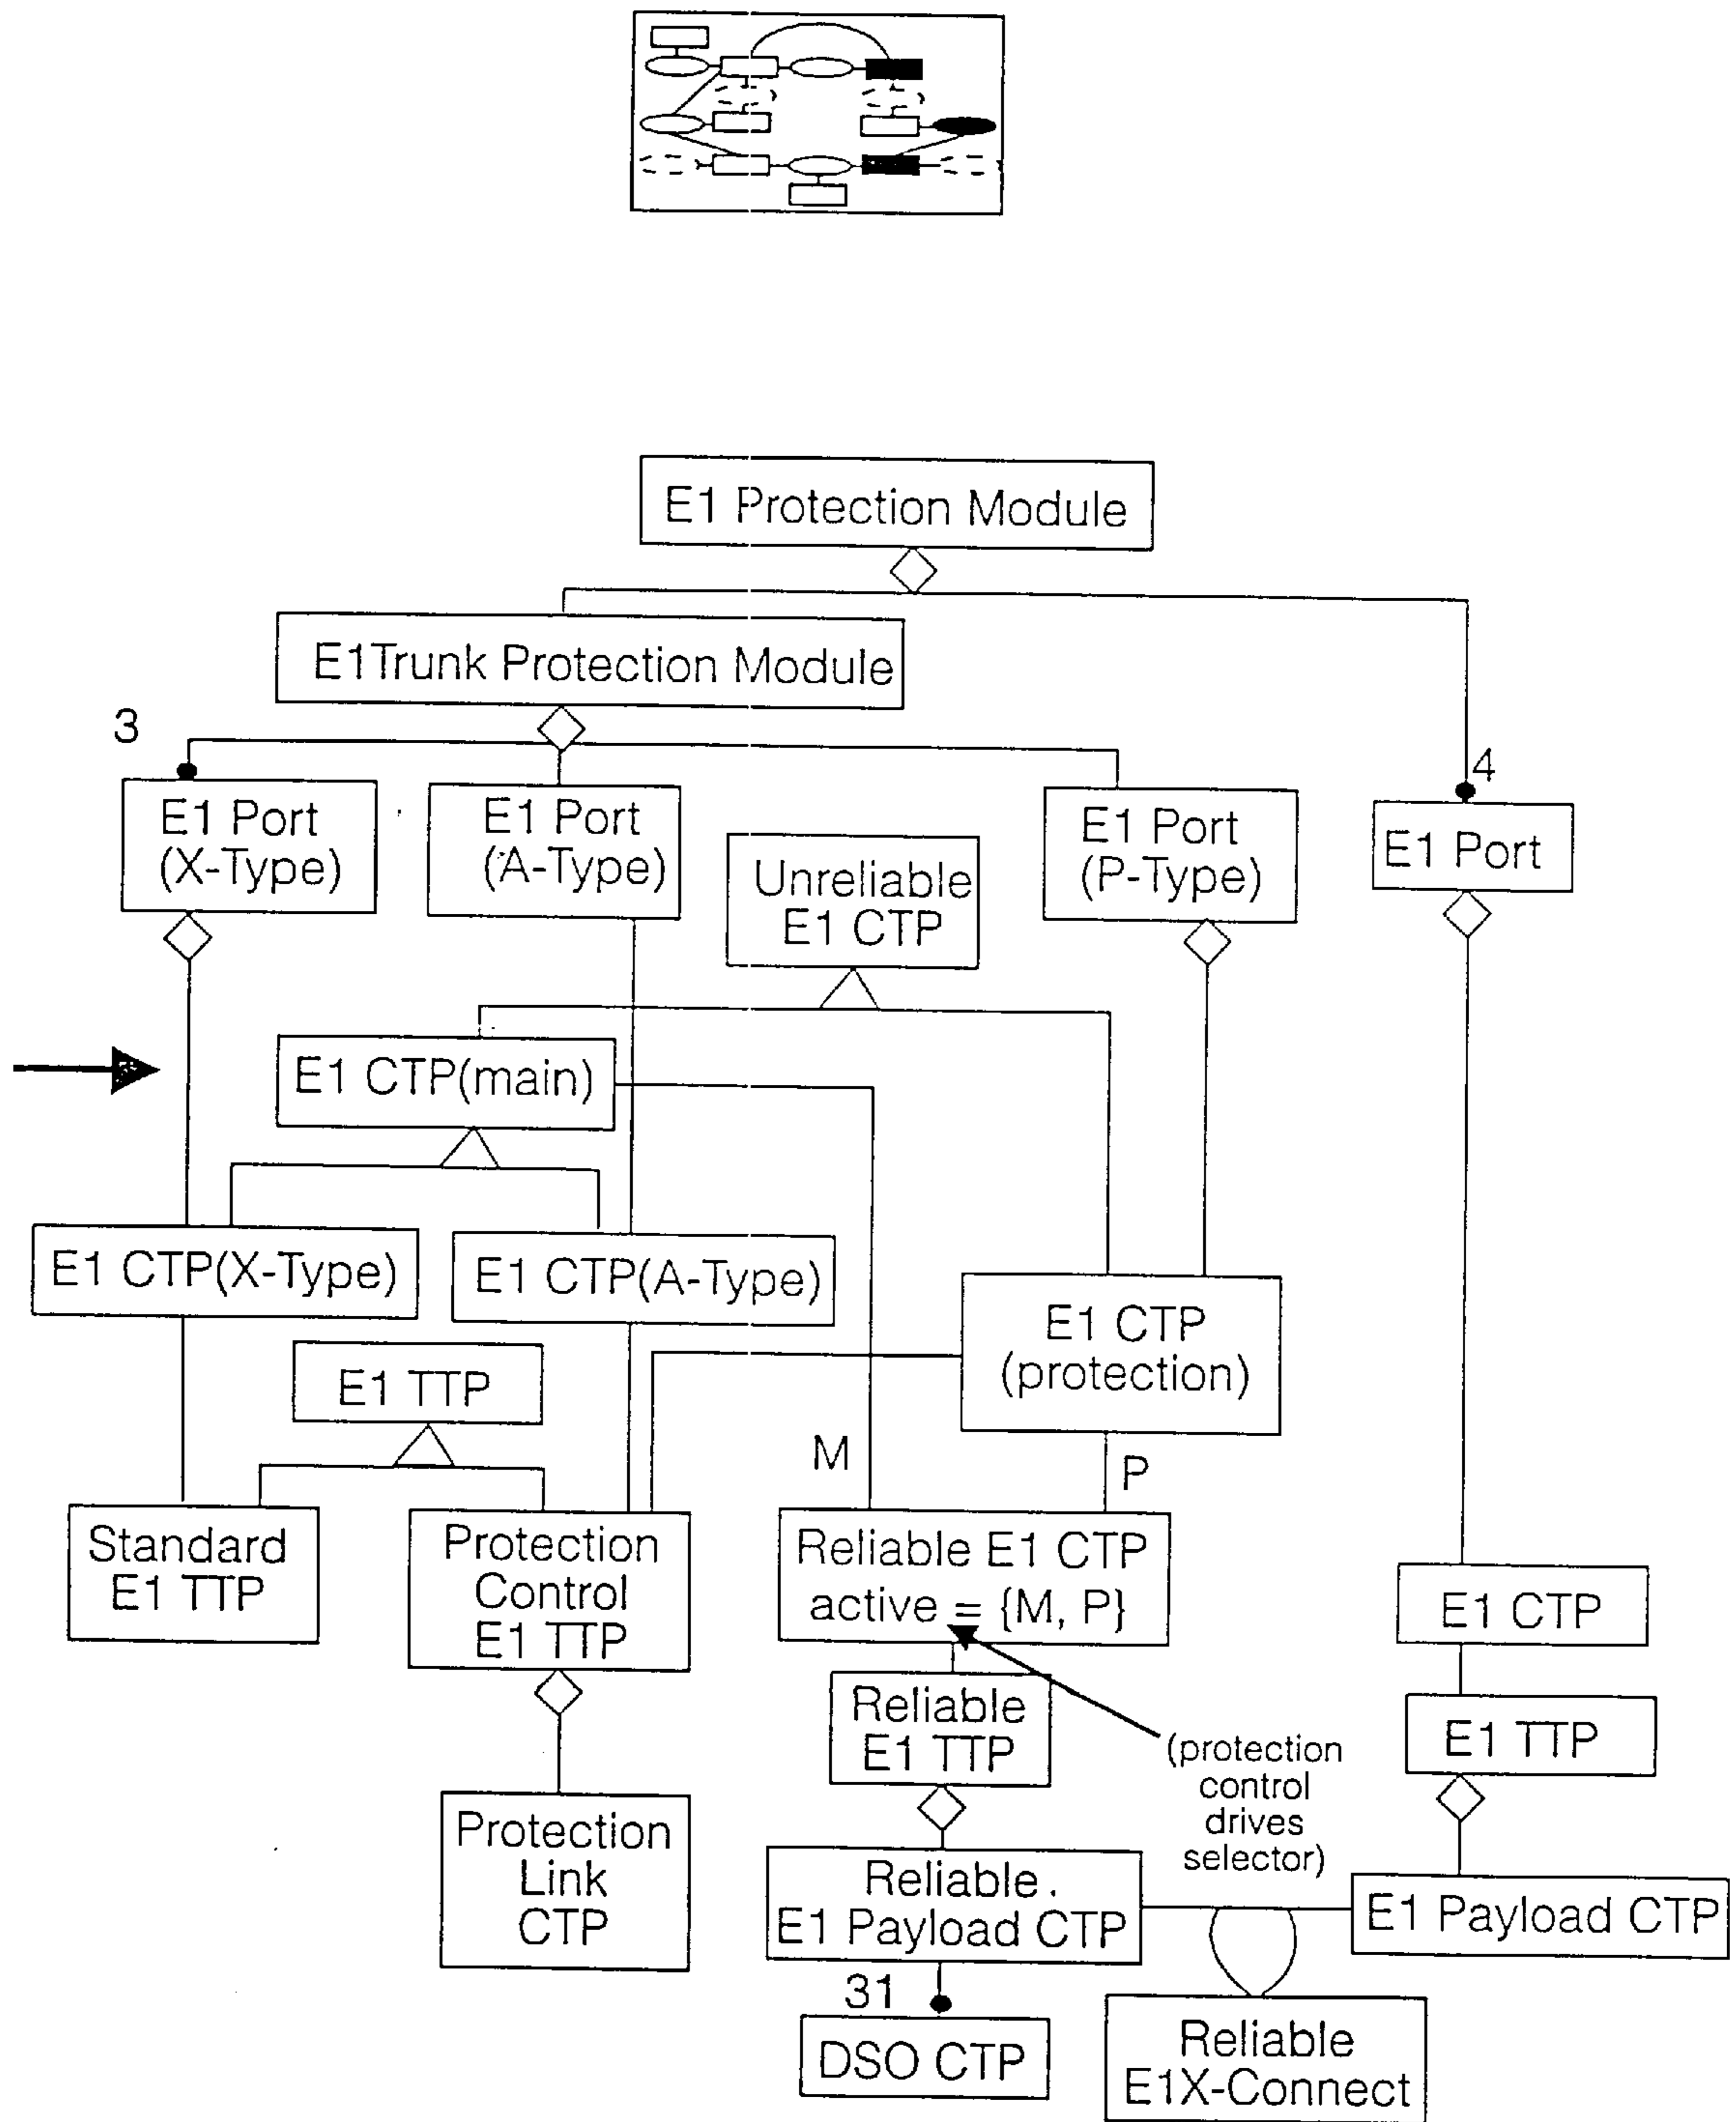 E1 Protection Module
E1Trunk Protection Module
3
4
E1 Port
(X-Type)
E1 Port
(A-Type)
Unreliable
E1 CTP
E1 Port
(P-Type)
E1 Port
E1 CTP(main)
E1 CTP(X-Type)
E1 CTP(A-Type)
E1 CTP
(protection)
E1 TTP
M
P
Standard
E1 TTP
Protection
Control
E1 TTP
Reliable E1 CTP
active = {M, P}
E1 CTP
Reliable
E1 TTP
E1 TTP
(protection
control
drives
selector)
Protection
Link
CTP
Reliable.
E1 Payload CTP
E1 Payload CTP
31
DSO CTP
Reliable
E1X-Connect